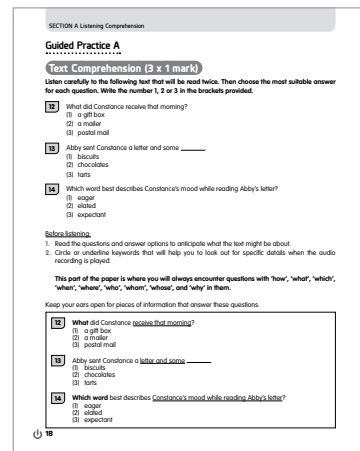 SECTION A Listening Comprehension
Guided Practice A
Text Comprehension (3 x 1 mark)
Listen carefully to the following text that will be read twice. Then choose the most suitable answer
for each question. Write the number 1, 2 or 3 in the brackets provided.
12 What did Constance receive that morning?
(1) a gift box
(2) a mailer
(3) postal mail
13 Abby sent Constance a letter and some ______.
(1) biscuits
(2) chocolates
(3) tarts
14 Which word best describes Constance's mood while reading Abby's letter?
(1) eager
(2) elated
(3) expectant
Before listening:
1. Read the questions and answer options to anticipate what the text might be about.
2. Circle or underline keywords that will help you to look out for specific details when the audio
recording is played.
This part of the paper is where you will always encounter questions with 'how', 'what', 'which',
'when', 'where', 'who', 'whom', 'whose', and 'why' in them.
Keep your ears open for pieces of information that answer these questions.
12 What did Constance receive that morning?
(1) a gift box
(2) a mailer
(3) postal mail
13 Abby sent Constance a letter and some ______
(1) biscuits
(2) chocolates
(3) tarts
14 Which word best describes Constance's mood while reading Abby's letter?
(1) eager
(2) elated
(3) expectant
18